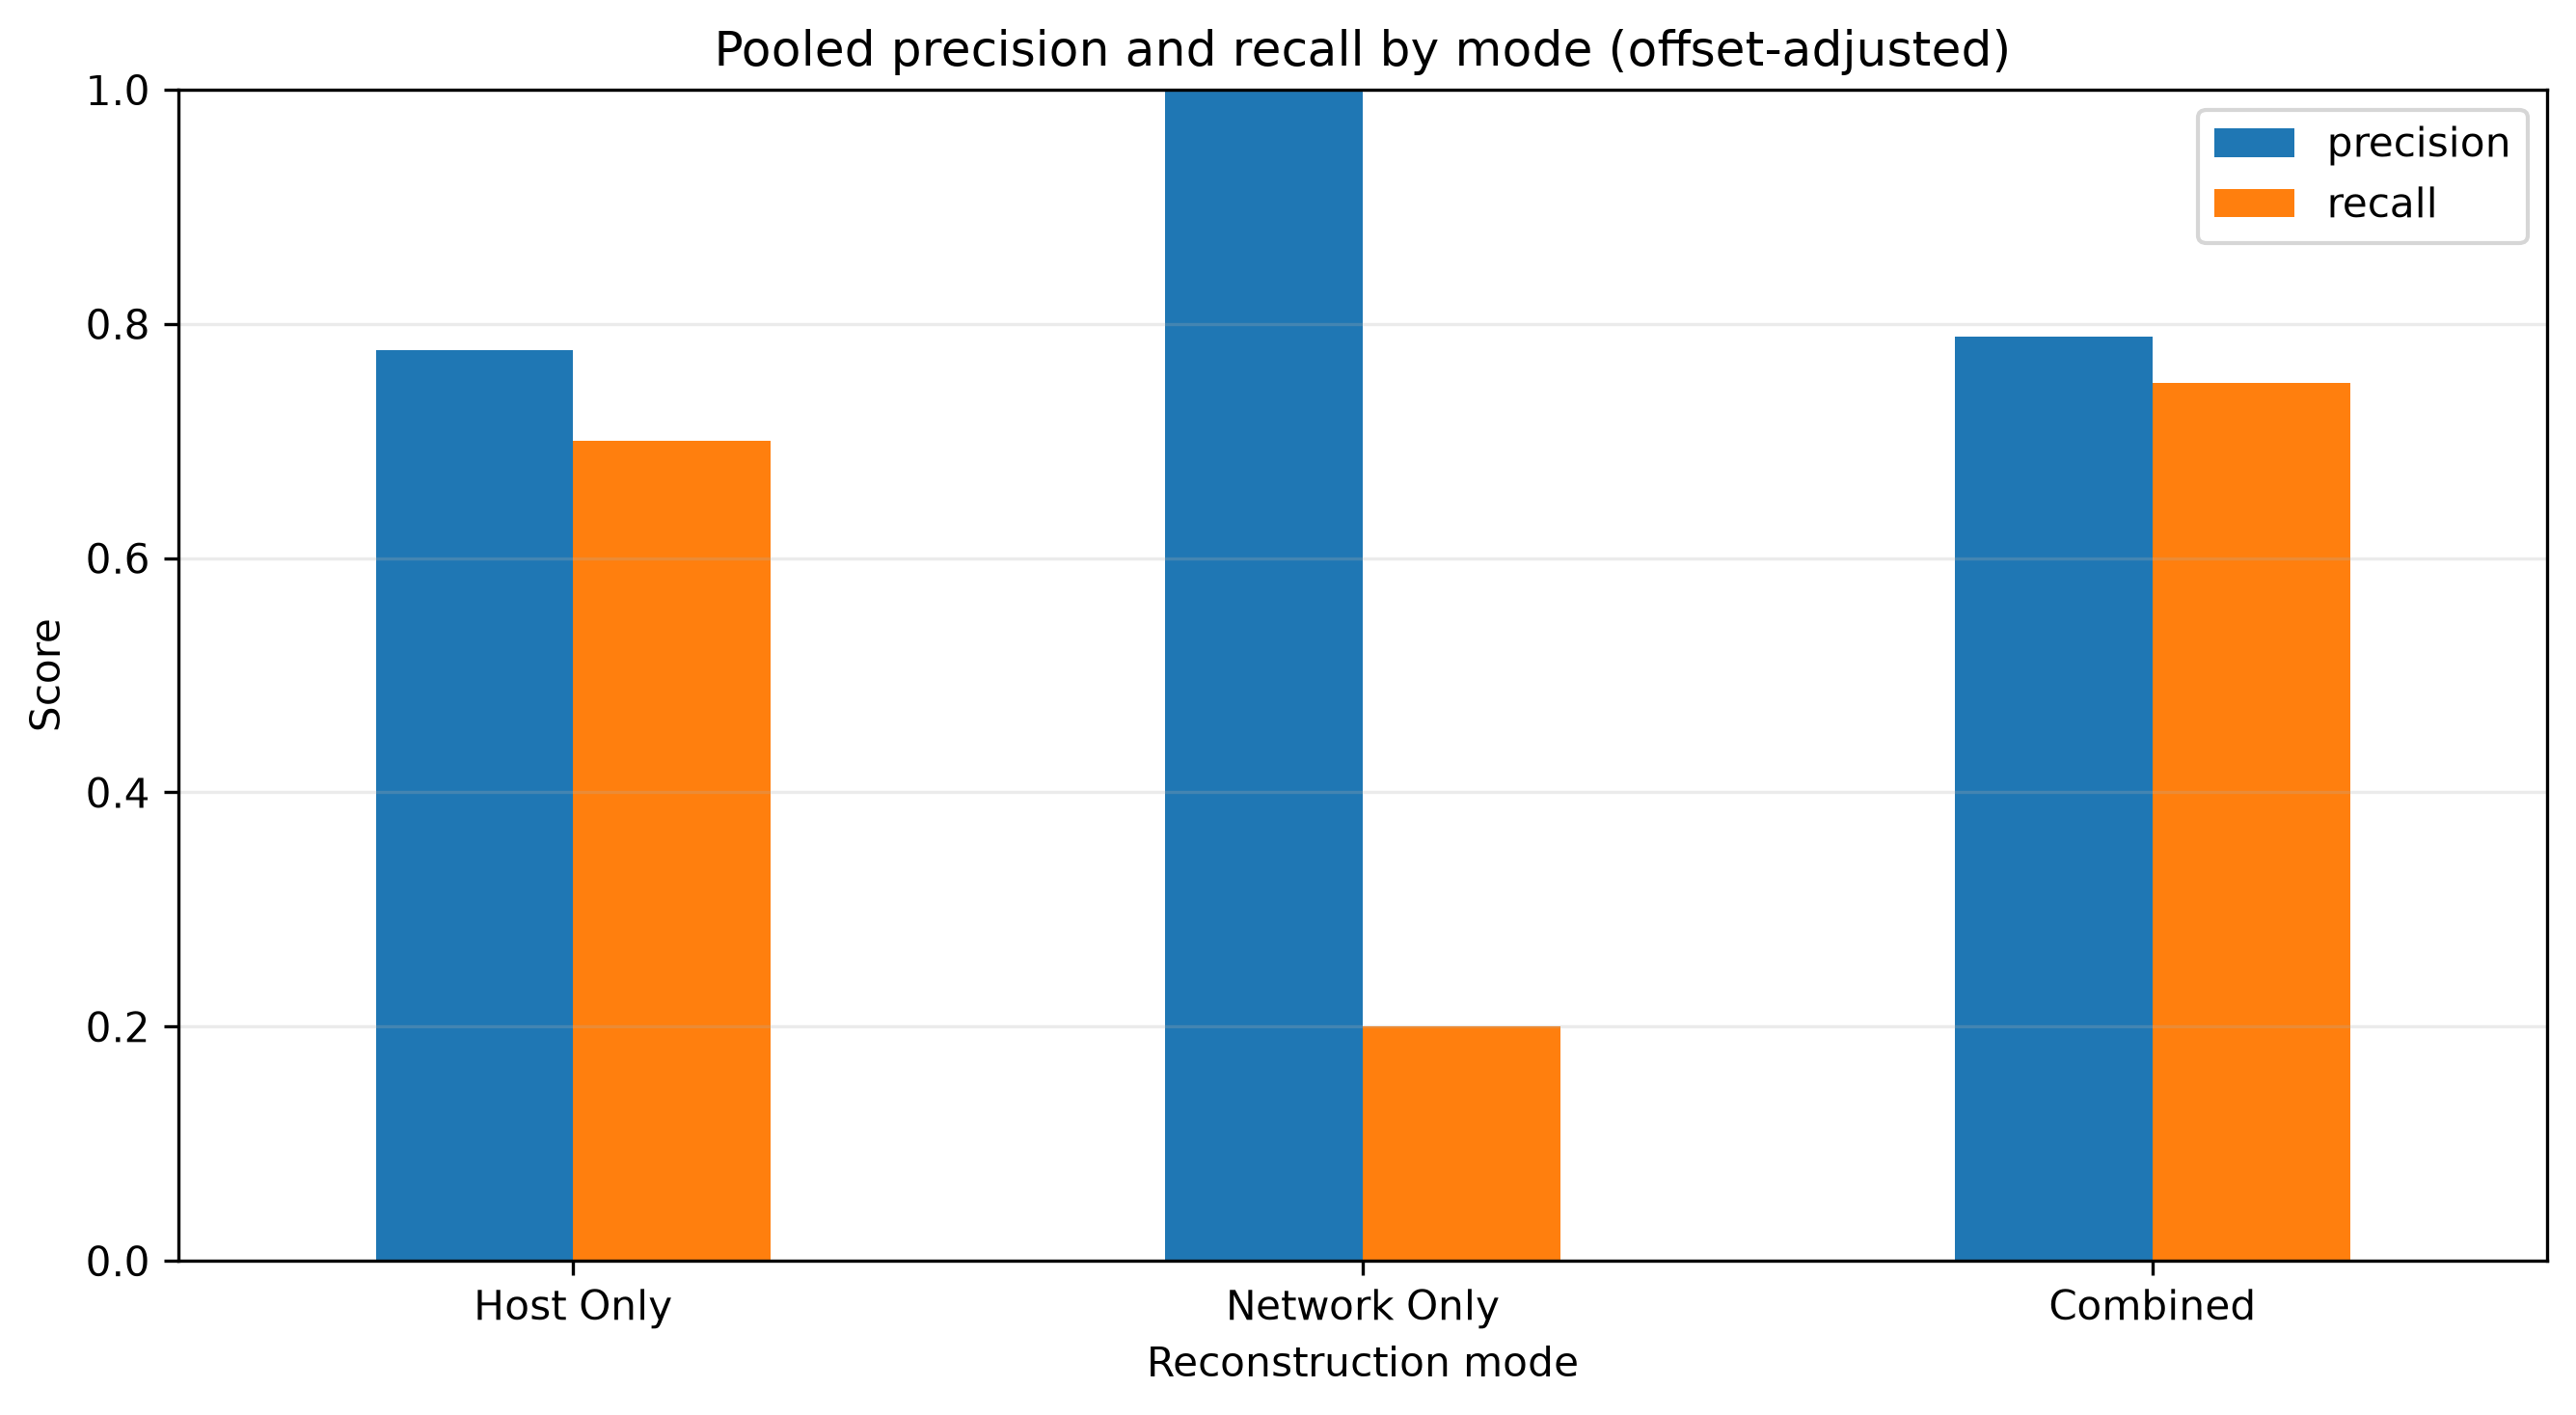 Pooled precision and recall by mode (offset-adjusted)
precision
recall
1.0
0.8
0.6
0.4
0.2
0.0
Score
Host Only
Network Only
Combined
Reconstruction mode